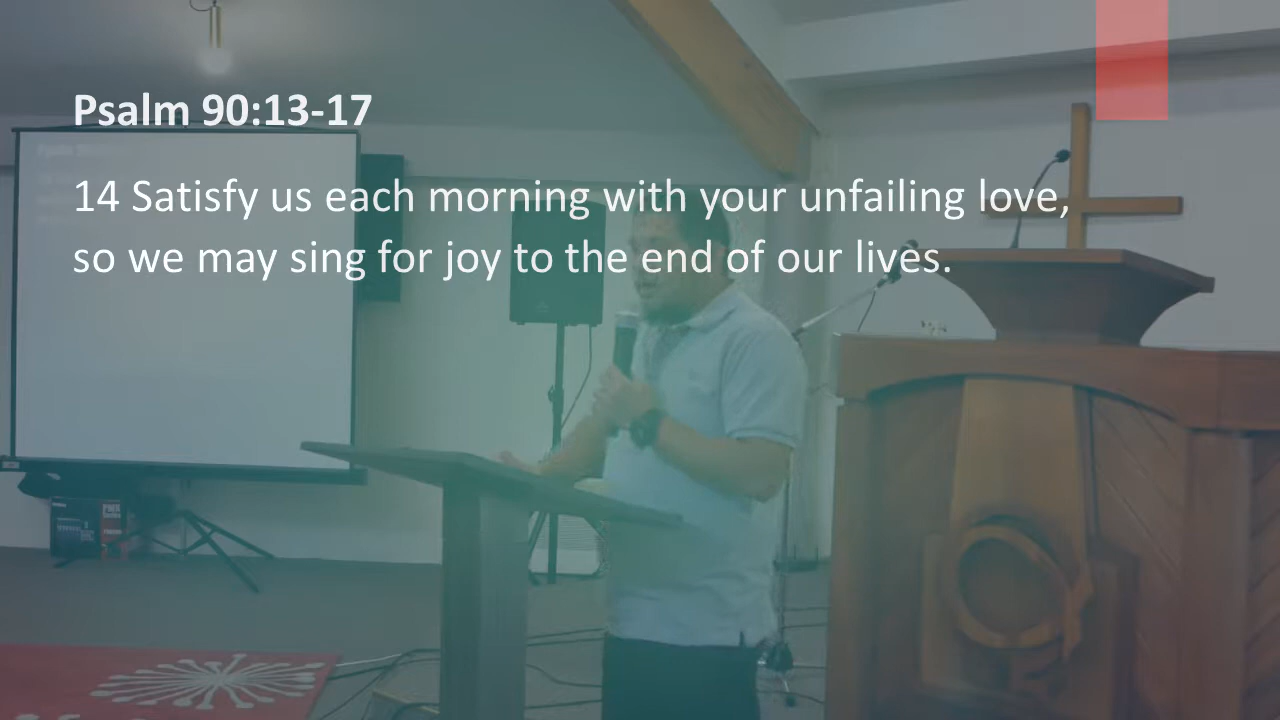 Psalm 90:13-17
14 Satisfy us each morning with your unfailing love,
so we may sing for joy to the end of our lives.